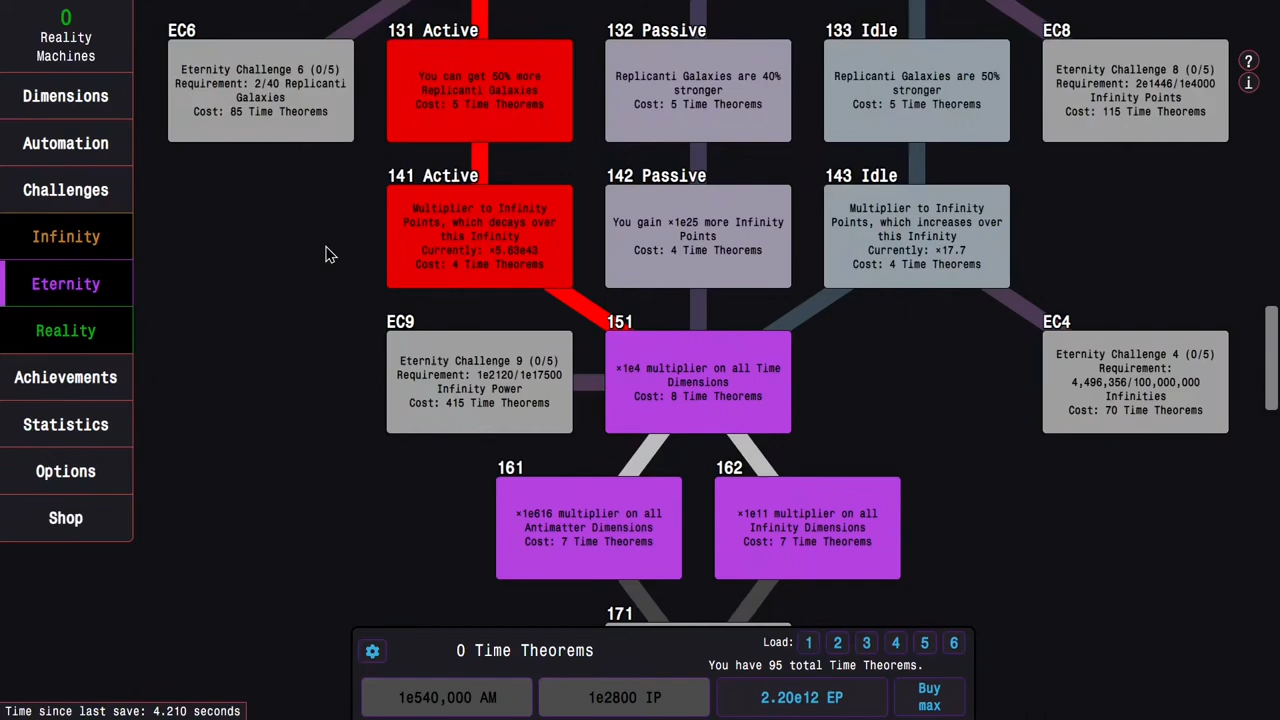 0
Reality
Machines
Dimensions
Automation
Challenges
Infinity
Eternity
Reality
Achievements
Statistics
Options
Shop
EC6
Eternity Challenge 6 (0/5)
Requirement: 2/40 Replicanti
Galaxies
Cost: 85 Time Theorems
131 Active
You can get 50% more
Replicanti Galaxies
Cost: 5 Time Theorems
132 Passive
Replicanti Galaxies are 40%
stronger
Cost: 5 Time Theorems
133 Idle
Replicanti Galaxies are 50%
stronger
Cost: 5 Time Theorems
EC8
Eternity Challenge 8 (0/5)
Requirement: 2e1446/1e4000
Infinity Points
Cost: 115 Time Theorems
?
i
141 Active
Multiplier to Infinity
Points, which decays over
this Infinity
Currently: ×5.63e43
Cost: 4 Time Theorems
142 Passive
You gain ×1e25 more Infinity
Points
Cost: 4 Time Theorems
143 Idle
Multiplier to Infinity
Points, which increases over
this Infinity
Currently: ×17.7
Cost: 4 Time Theorems
EC9
Eternity Challenge 9 (0/5)
Requirement: 1e2120/1e17500
Infinity Power
Cost: 415 Time Theorems
151
×1e4 multiplier on all Time
Dimensions
Cost: 8 Time Theorems
EC4
Eternity Challenge 4 (0/5)
Requirement:
4,496,356/100,000,000
Infinities
Cost: 70 Time Theorems
161
×1e616 multiplier on all
Antimatter Dimensions
Cost: 7 Time Theorems
162
×1e11 multiplier on all
Infinity Dimensions
Cost: 7 Time Theorems
171
0 Time Theorems
Load: 1 2 3 4 5 6
You have 95 total Time Theorems.
1e540,000 AM
1e2800 IP
2.20e12 EP
Buy
max
Time since last save: 4.210 seconds